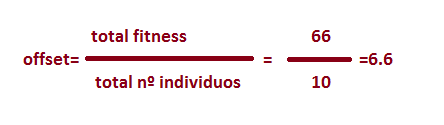 total fitness 66
offset= = =6.6
total nº individuos 10